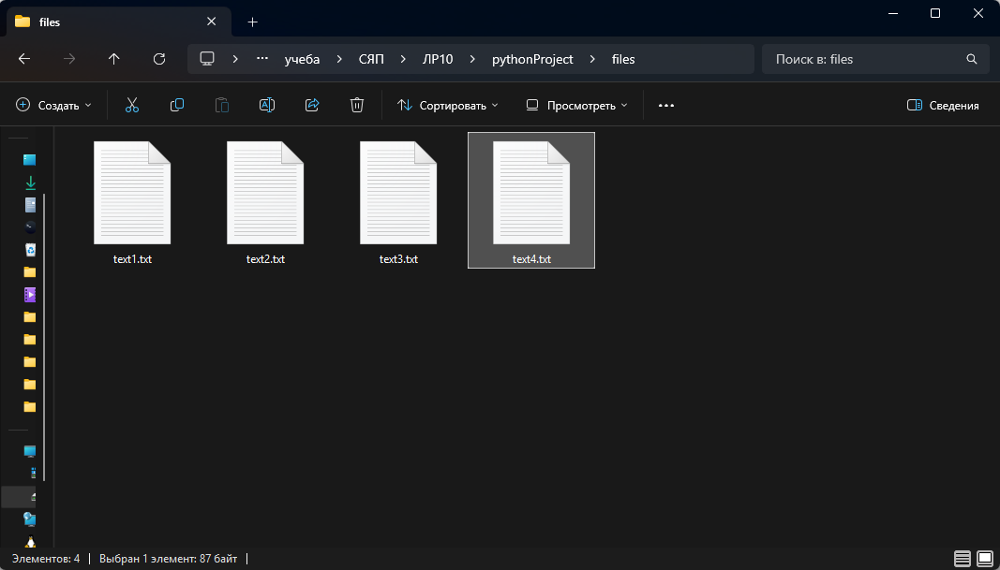 files
учеба СЯП ЛР10 pythonProject files
Поиск в: files
Создать
Сортировать
Просмотреть
Сведения
text1.txt
text2.txt
text3.txt
text4.txt
Элементов: 4
Выбран 1 элемент: 87 байт